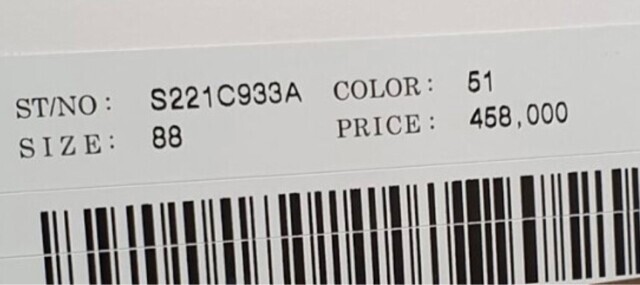 ST/NO : S221C933A COLOR : 51
SIZE : 88 PRICE : 458,000